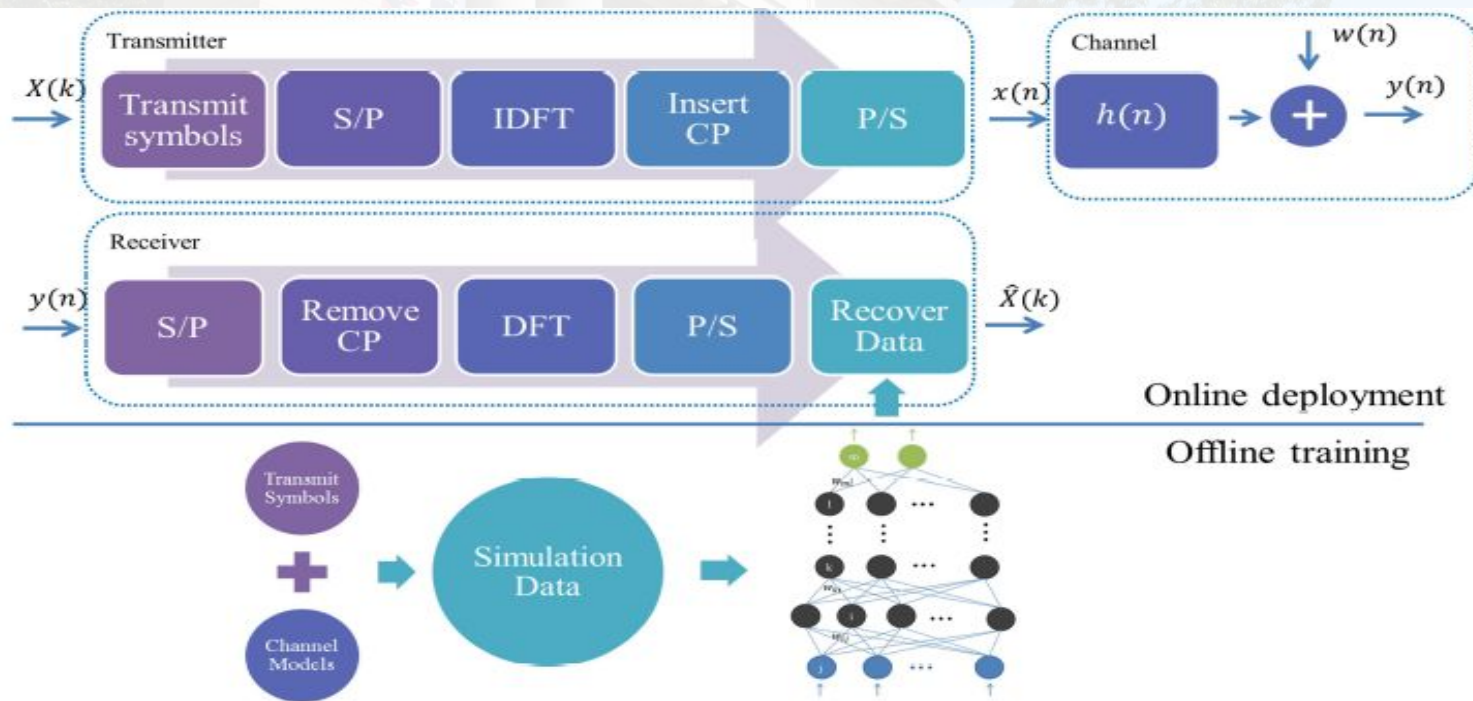 Transmitter
X(k)
Transmit
symbols
S/P
IDFT
Insert
CP
P/S
x(n)
Channel
h(n)
w(n)
+
y(n)
Receiver
y(n)
S/P
Remove
CP
DFT
P/S
Recover
Data
X̂(k)
Online deployment
Offline training
Transmit
Symbols
Channel
Models
Simulation
Data
m
l
...
k
...
i
...
j
...